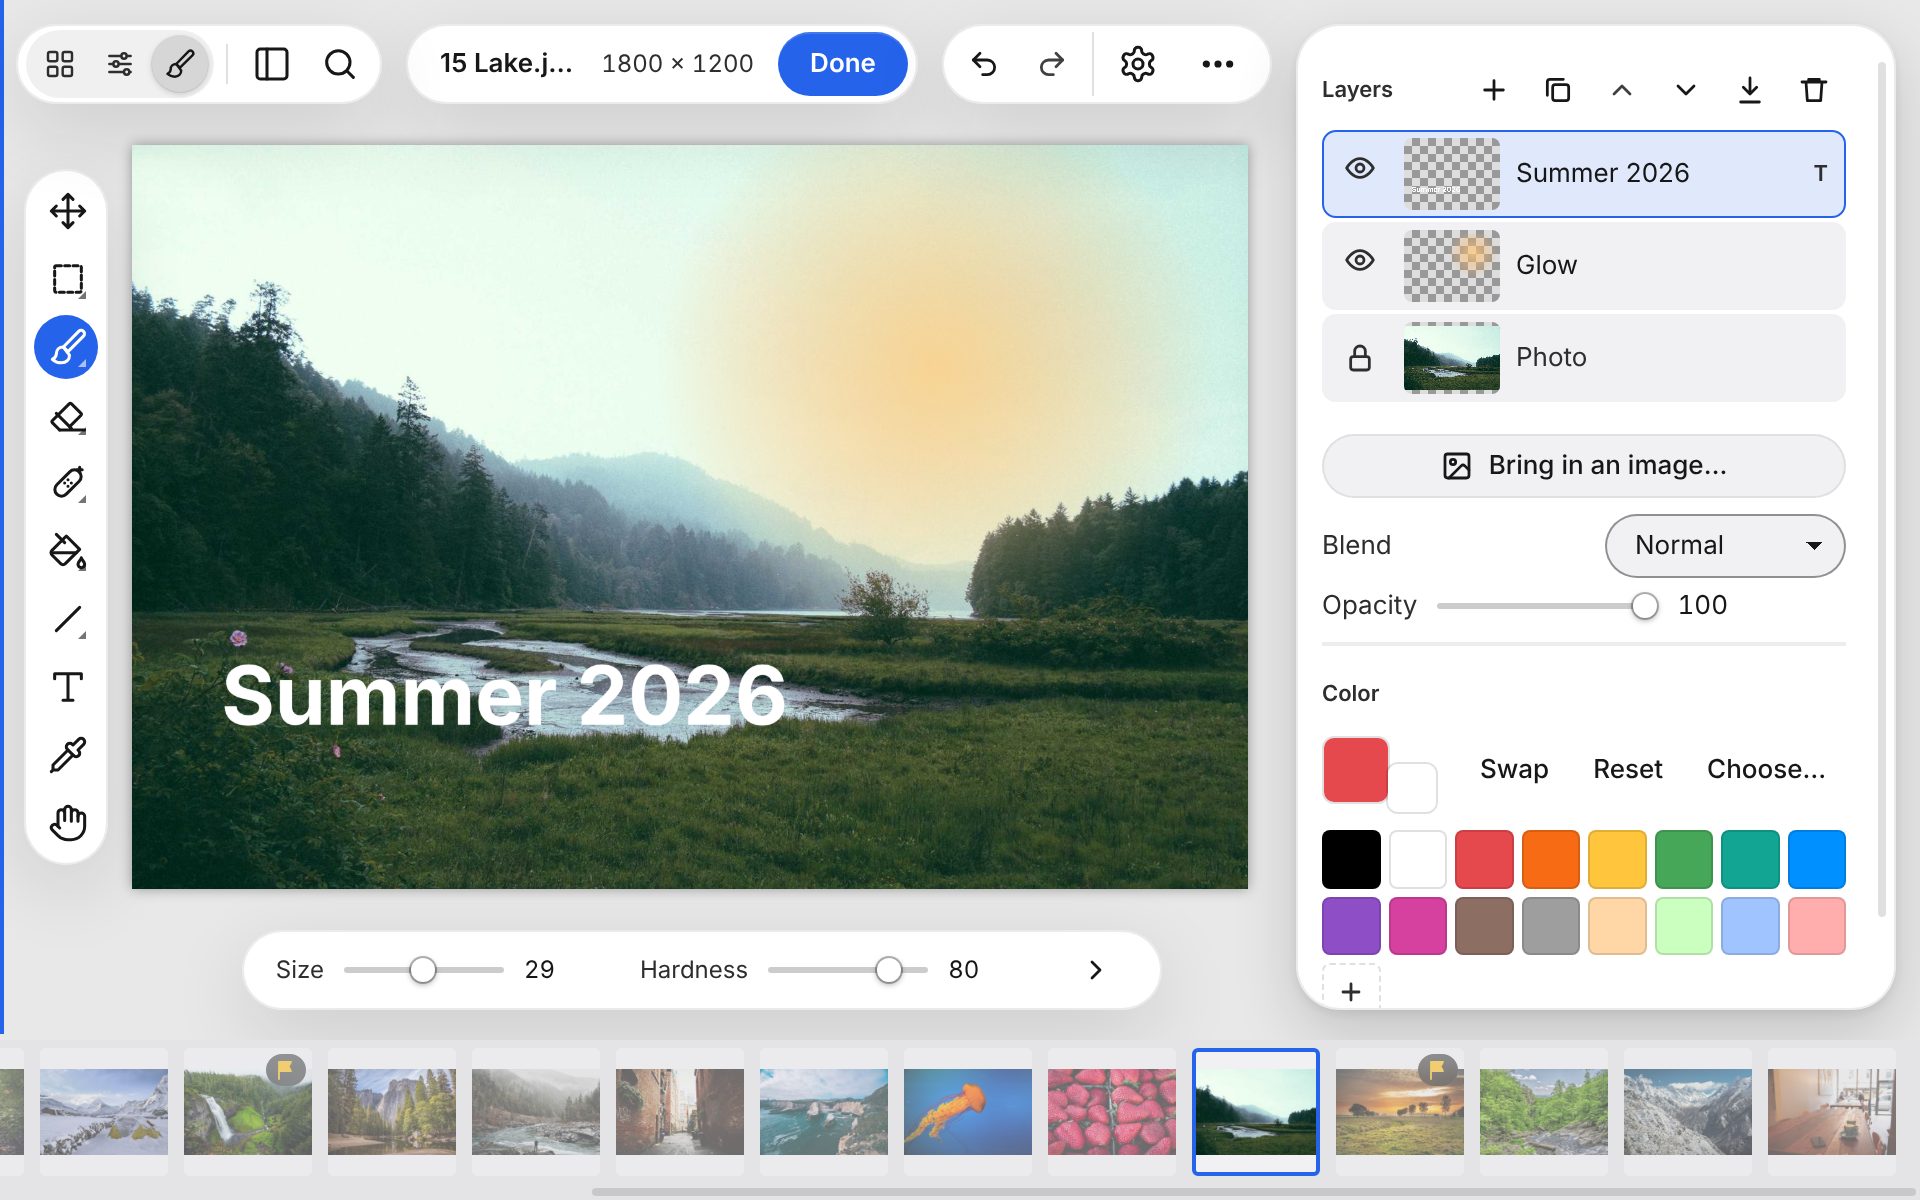 15 Lake.j...
1800 × 1200
Done
Layers
Summer 2026
T
Glow
Photo
Bring in an image...
Blend
Normal
Opacity
100
Color
Swap
Reset
Choose...
Summer 2026
Size
29
Hardness
80